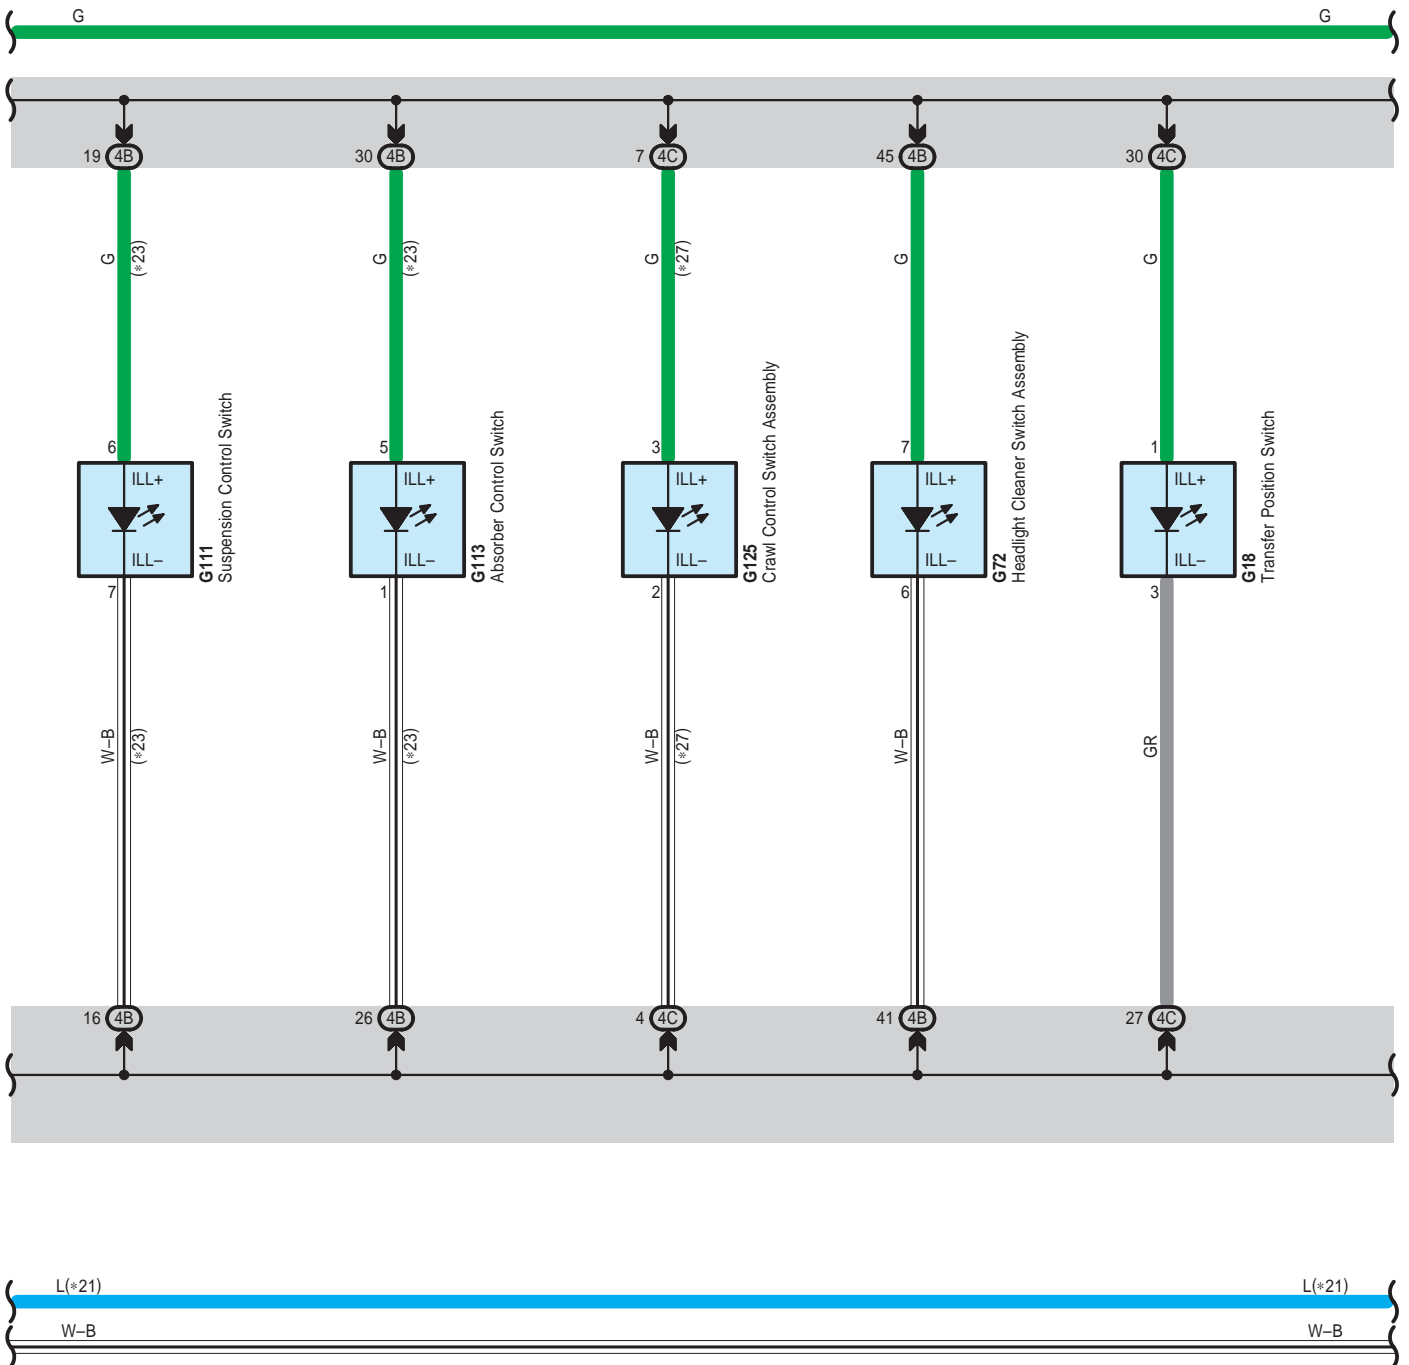 G G
19 4B 30 4B 7 4C 45 4B 30 4C
G (*23) G (*23) G (*27) G G
6 5 3 7 1
ILL+ ILL+ ILL+ ILL+ ILL+
ILL– ILL– ILL– ILL– ILL–
G111
Suspension Control Switch
G113
Absorber Control Switch
G125
Crawl Control Switch Assembly
G72
Headlight Cleaner Switch Assembly
G18
Transfer Position Switch
7 1 2 6 3
W–B (*23) W–B (*23) W–B (*27) W–B GR
16 4B 26 4B 4 4C 41 4B 27 4C
L(*21) L(*21)
W–B W–B